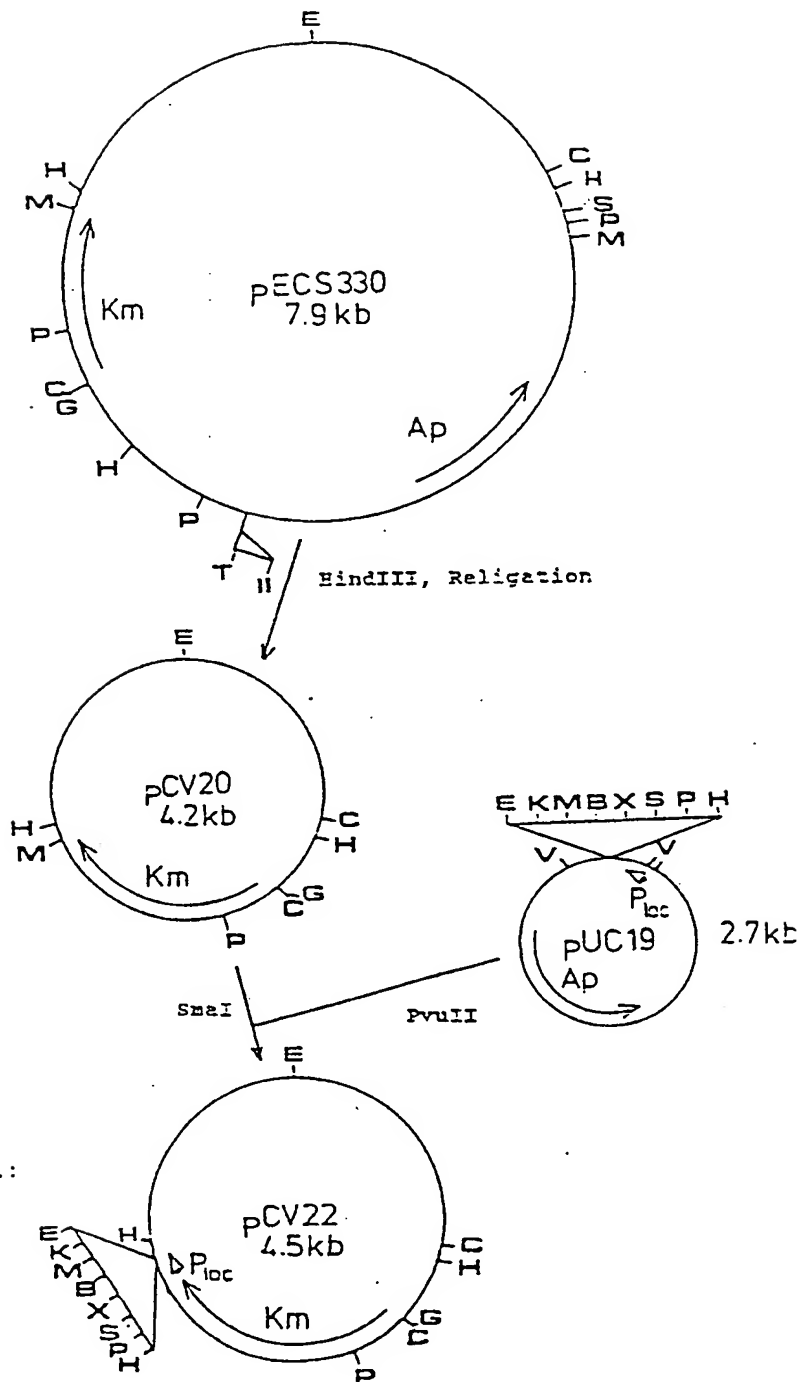 E
C
H
S
P
M
H
M
pECS330
7.9kb
Km
P
C
G
Ap
H
P
T
II
HindIII, Religation
E
pCV20
4.2kb
H
M
C
H
Km
G
C
P
E K M B X S P H
V
V
Plac
pUC19
2.7kb
Ap
SmaI
PvuII
E
pCV22
4.5kb
E
K
M
B
X
S
P
H
H
Plac
C
H
Km
G
C
P